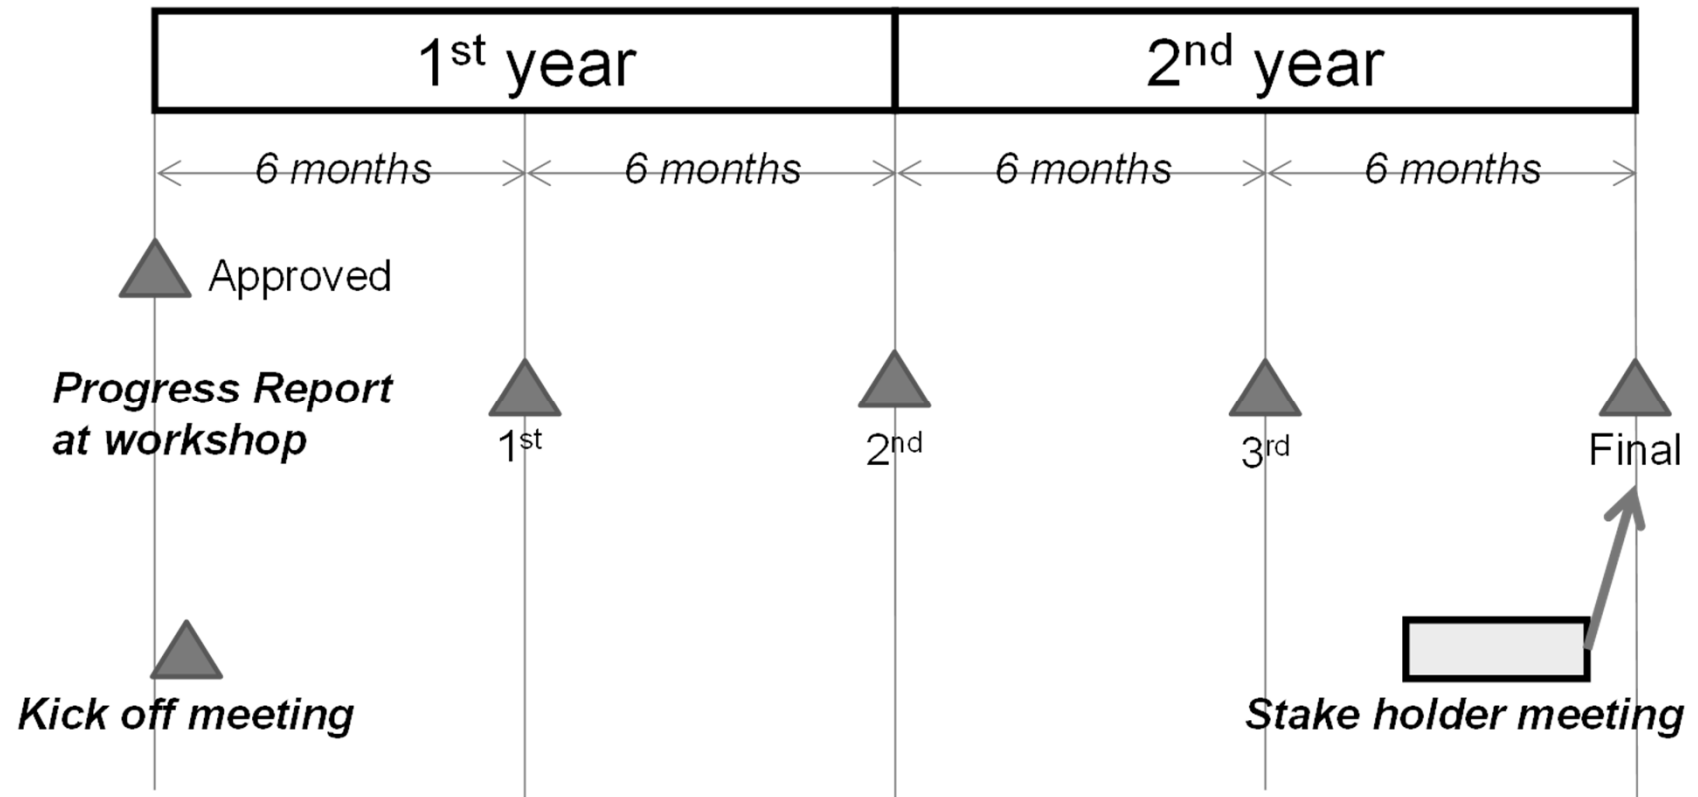 1st year
2nd year
6 months
6 months
6 months
6 months
Approved
Progress Report
at workshop
1st
2nd
3rd
Final
Kick off meeting
Stake holder meeting